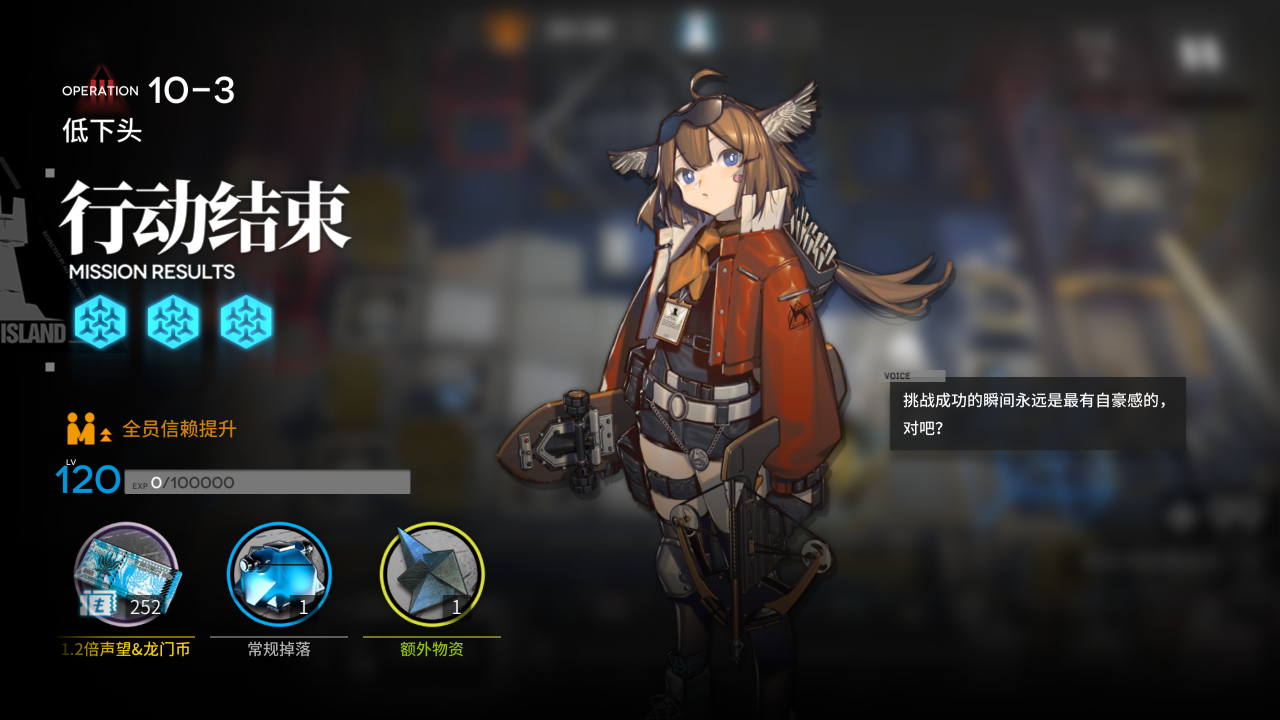 OPERATION 10-3
低下头
行动结束
MISSION RESULTS
ISLAND
全员信赖提升
LV
120
EXP 0/100000
VOICE
挑战成功的瞬间永远是最有自豪感的，
对吧？
252
1
1
1.2倍声望&龙门币
常规掉落
额外物资